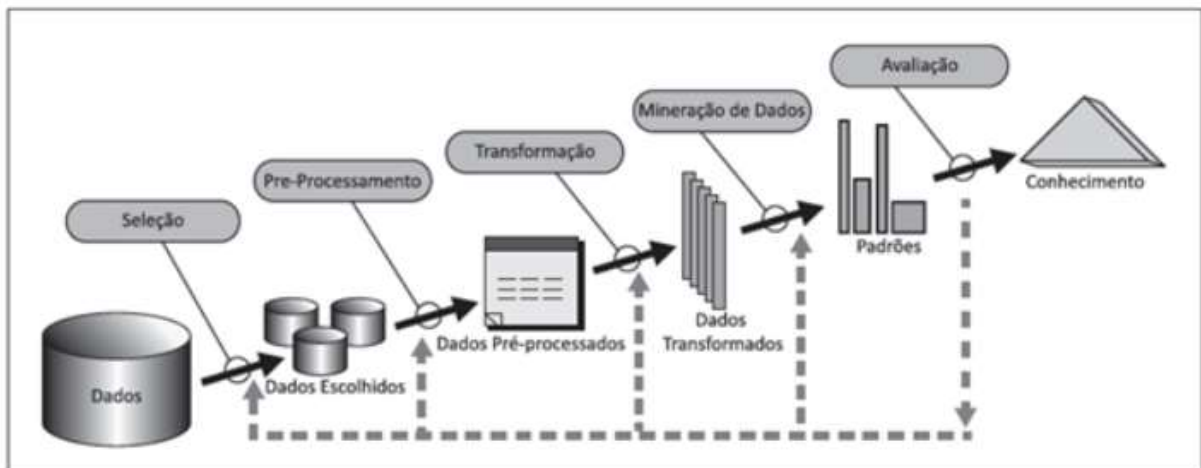 Avaliação
Mineração de Dados
Transformação
Pre-Processamento
Seleção
Conhecimento
Padrões
Dados
Transformados
Dados Pré-processados
Dados Escolhidos
Dados